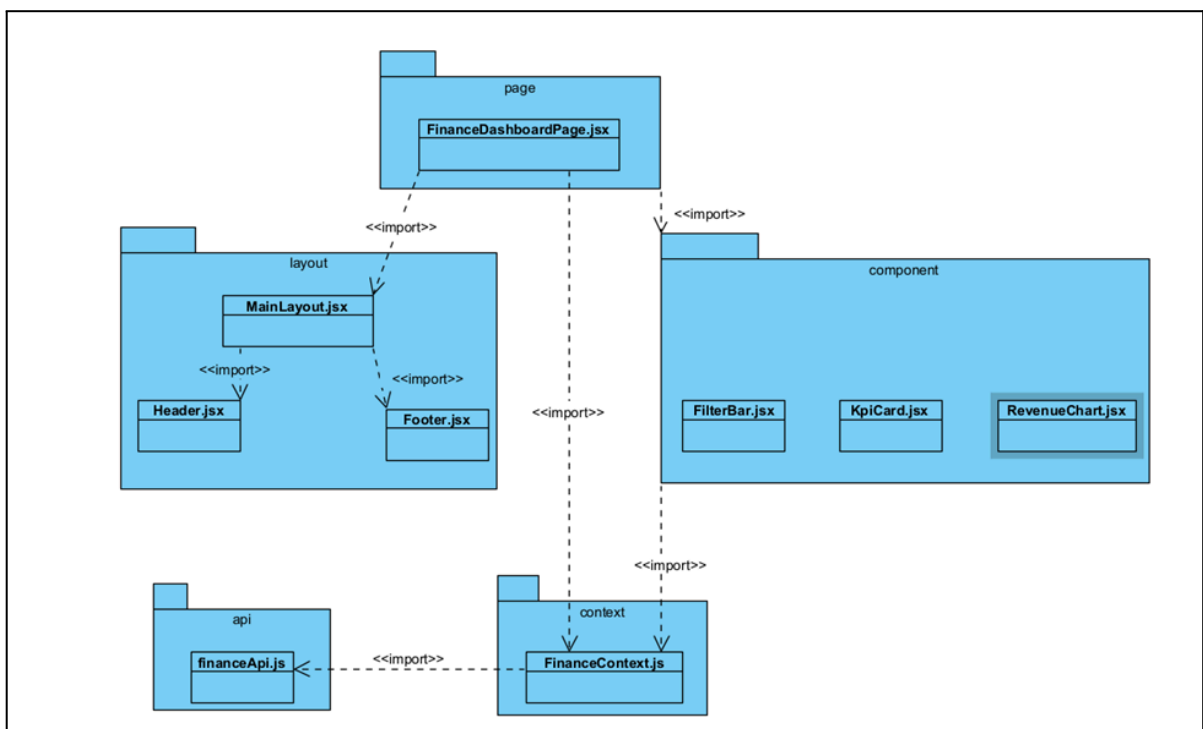 page
FinanceDashboardPage.jsx
<<import>>
<<import>>
layout
component
MainLayout.jsx
<<import>>
<<import>>
Header.jsx
Footer.jsx
<<import>>
FilterBar.jsx
KpiCard.jsx
RevenueChart.jsx
<<import>>
api
context
<<import>>
financeApi.js
FinanceContext.js